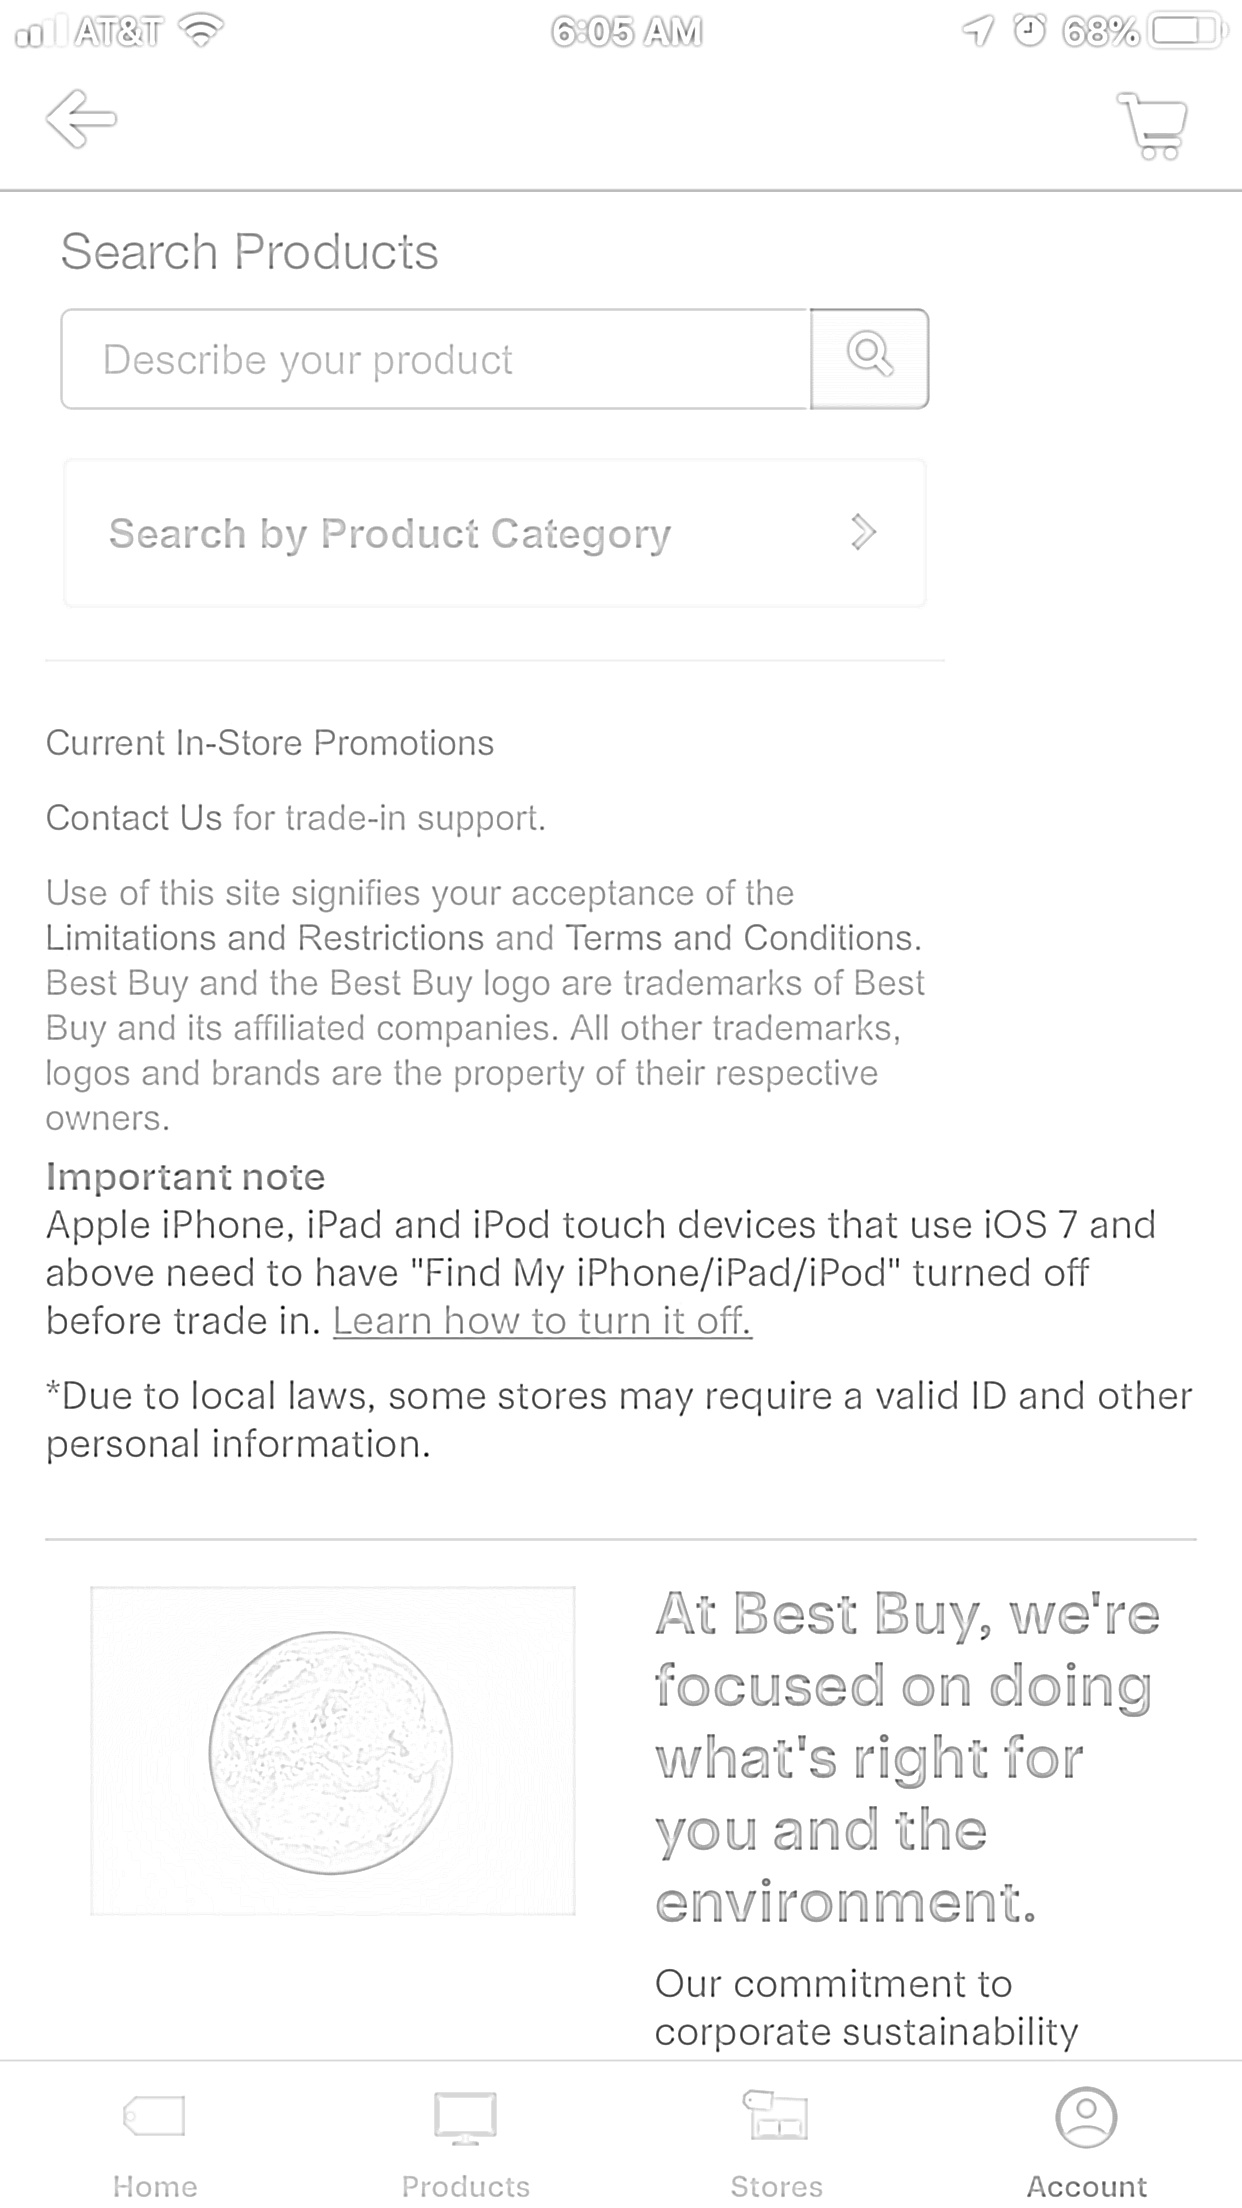 AT&T 6:05 AM 68%
Search Products
Describe your product
Search by Product Category
Current In-Store Promotions
Contact Us for trade-in support.
Use of this site signifies your acceptance of the
Limitations and Restrictions and Terms and Conditions.
Best Buy and the Best Buy logo are trademarks of Best
Buy and its affiliated companies. All other trademarks,
logos and brands are the property of their respective
owners.
Important note
Apple iPhone, iPad and iPod touch devices that use iOS 7 and
above need to have "Find My iPhone/iPad/iPod" turned off
before trade in. Learn how to turn it off.
*Due to local laws, some stores may require a valid ID and other
personal information.
At Best Buy, we're
focused on doing
what's right for
you and the
environment.
Our commitment to
corporate sustainability
Home Products Stores Account